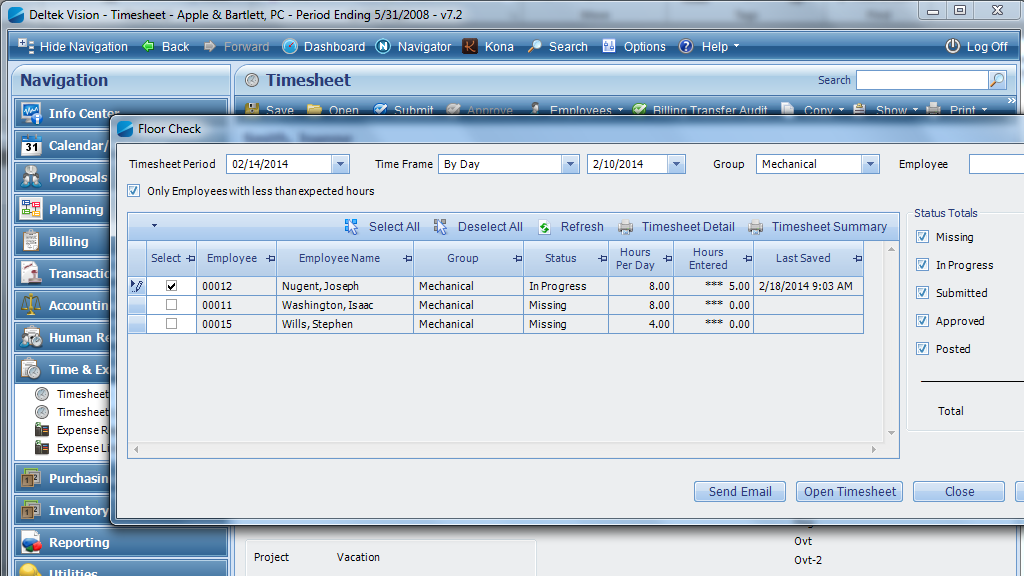 Deltek Vision - Timesheet - Apple & Bartlett, PC - Period Ending 5/31/2008 - v7.2
Hide Navigation Back Forward Dashboard Navigator Kona Search Options Help Log Off
Navigation
Timesheet
Search
Save Open Submit Approve Employees Billing Transfer Audit Copy Show Print
Info Center
31 Calendar/
Proposals
Planning
Billing
Transactio
Accountin
Human Re
Time & Ex
Timesheet
Timesheet
Expense R
Expense Li
Purchasin
Inventory
Reporting
Utilities
Floor Check
Timesheet Period 02/14/2014 Time Frame By Day 2/10/2014 Group Mechanical Employee
Only Employees with less than expected hours
Select All Deselect All Refresh Timesheet Detail Timesheet Summary
Select Employee Employee Name Group Status Hours Per Day Hours Entered Last Saved
00012 Nugent, Joseph Mechanical In Progress 8.00 *** 5.00 2/18/2014 9:03 AM
00011 Washington, Isaac Mechanical Missing 8.00 *** 0.00
00015 Wills, Stephen Mechanical Missing 4.00 *** 0.00
Status Totals
Missing
In Progress
Submitted
Approved
Posted
Total
Send Email Open Timesheet Close
Project Vacation
Ovt
Ovt-2